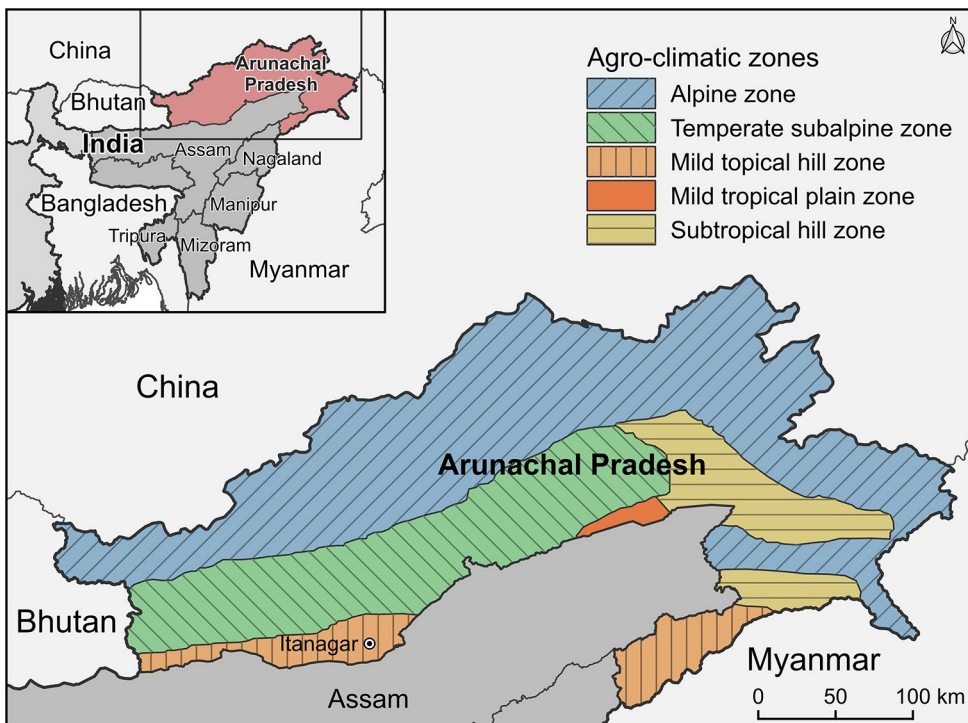 China
Arunachal
Pradesh
Bhutan
India
Assam
Nagaland
Bangladesh
Manipur
Tripura
Mizoram
Myanmar
N
Agro-climatic zones
Alpine zone
Temperate subalpine zone
Mild topical hill zone
Mild tropical plain zone
Subtropical hill zone
China
Arunachal Pradesh
Bhutan
Itanagar
Myanmar
Assam
0 50 100 km